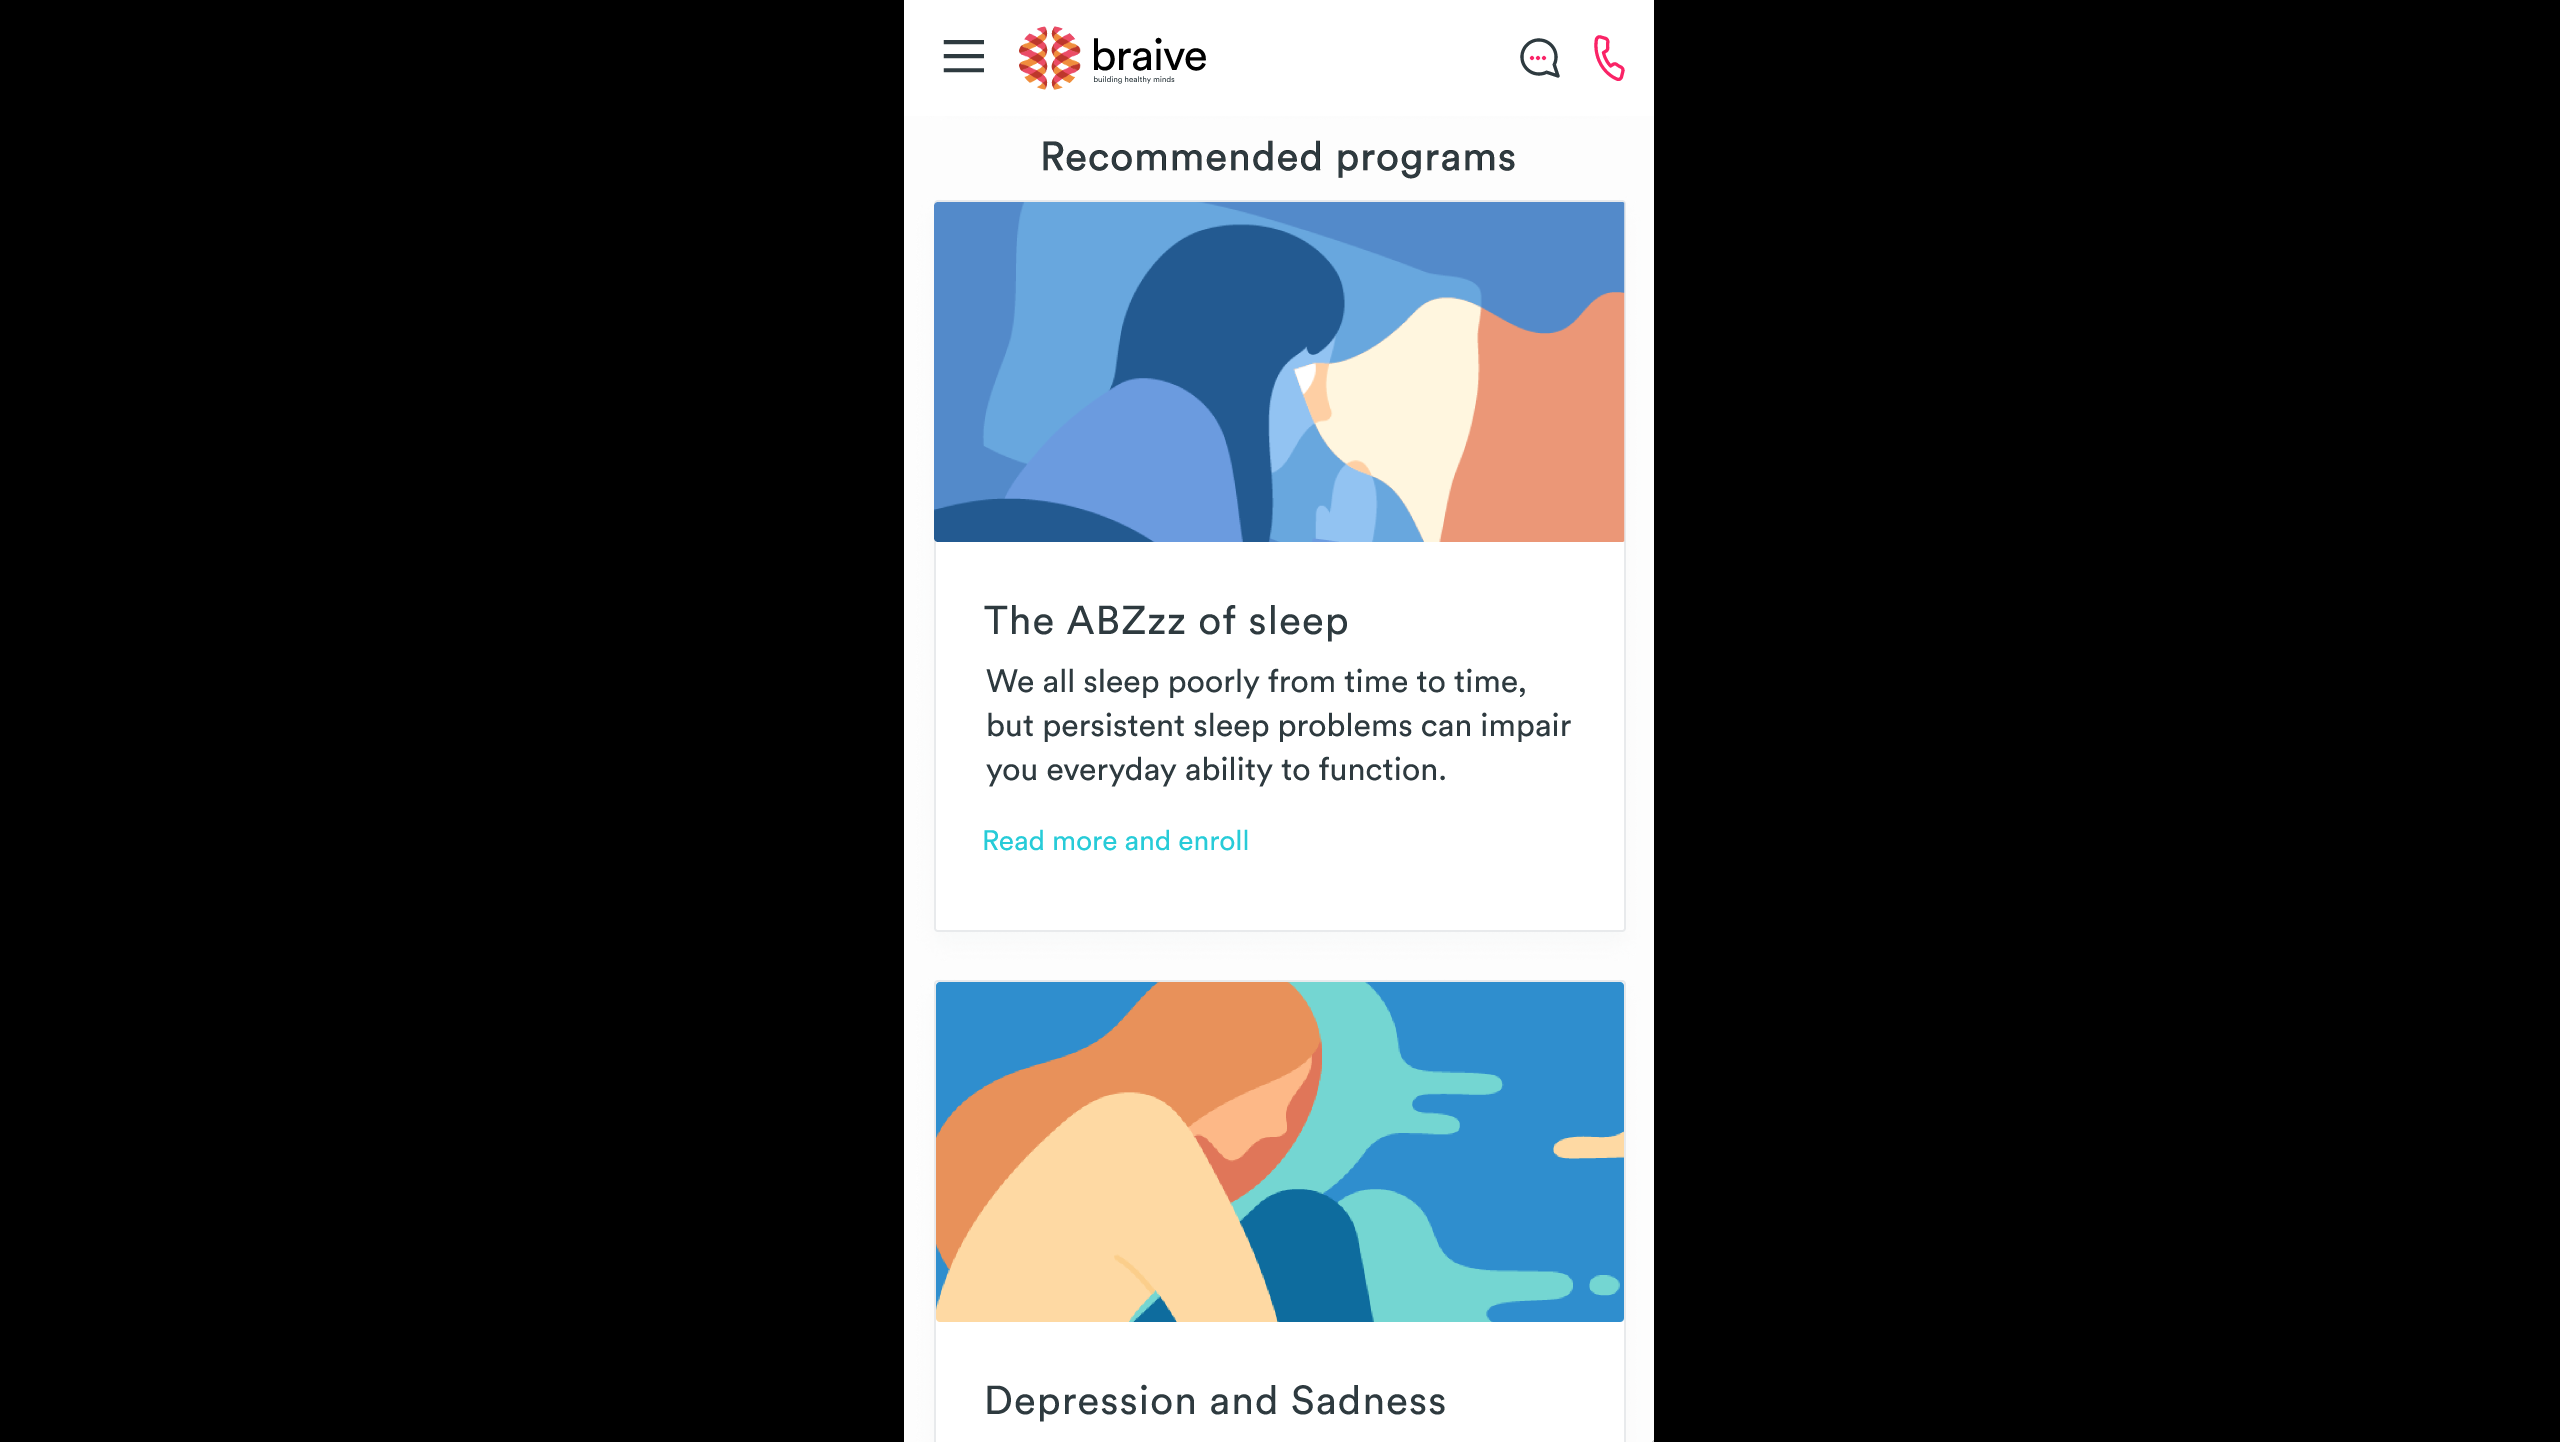 braive
building healthy minds
Recommended programs
The ABZzz of sleep
We all sleep poorly from time to time,
but persistent sleep problems can impair
you everyday ability to function.
Read more and enroll
Depression and Sadness